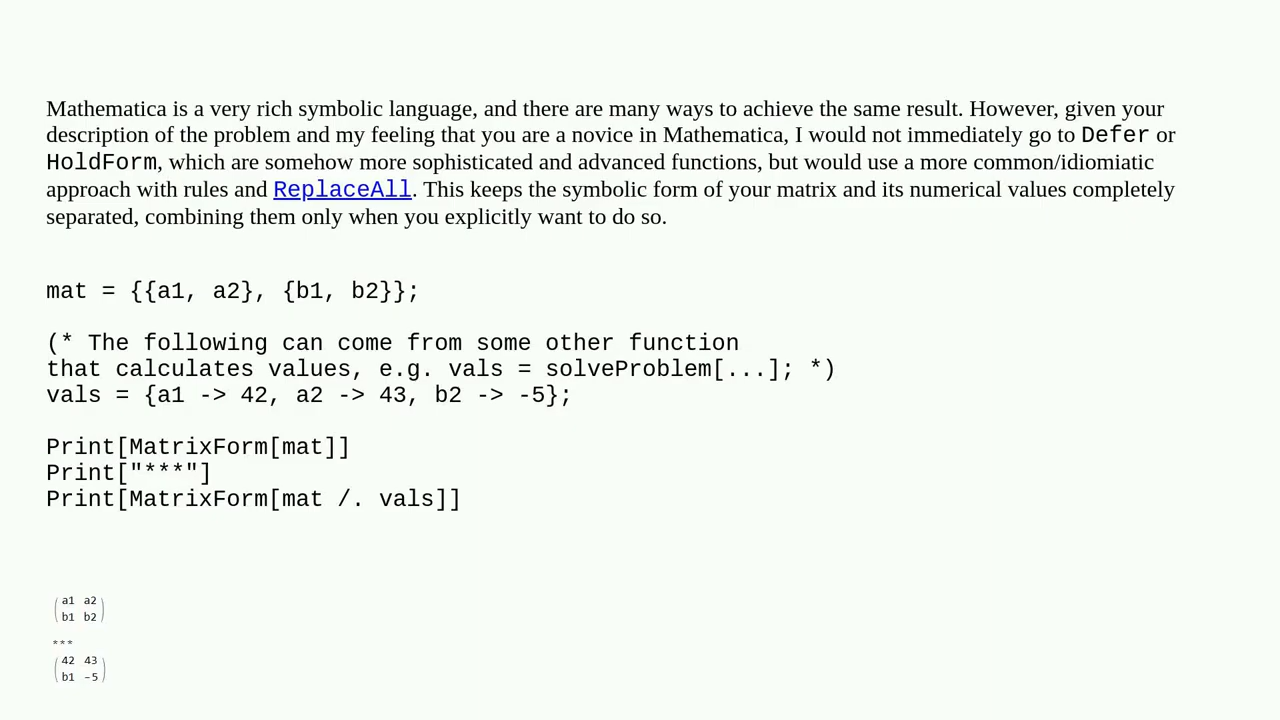 Mathematica is a very rich symbolic language, and there are many ways to achieve the same result. However, given your
description of the problem and my feeling that you are a novice in Mathematica, I would not immediately go to Defer or
HoldForm, which are somehow more sophisticated and advanced functions, but would use a more common/idiomiatic
approach with rules and ReplaceAll. This keeps the symbolic form of your matrix and its numerical values completely
separated, combining them only when you explicitly want to do so.
mat = {{a1, a2}, {b1, b2}};
(* The following can come from some other function
that calculates values, e.g. vals = solveProblem[...]; *)
vals = {a1 -> 42, a2 -> 43, b2 -> -5};
Print[MatrixForm[mat]]
Print["***"]
Print[MatrixForm[mat /. vals]]
a1 a2
b1 b2
***
42 43
b1 -5